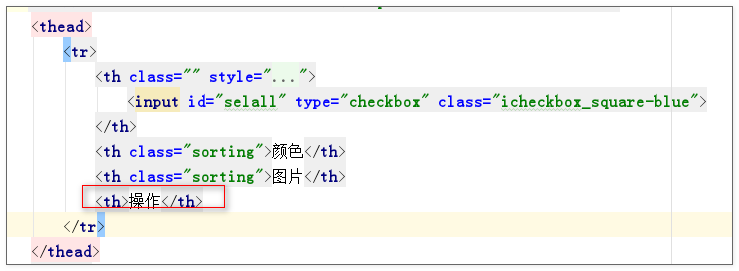 <thead>
<tr>
<th class="" style="...">
<input id="selall" type="checkbox" class="icheckbox_square-blue">
</th>
<th class="sorting">颜色</th>
<th class="sorting">图片</th>
<th>操作</th>
</tr>
</thead>